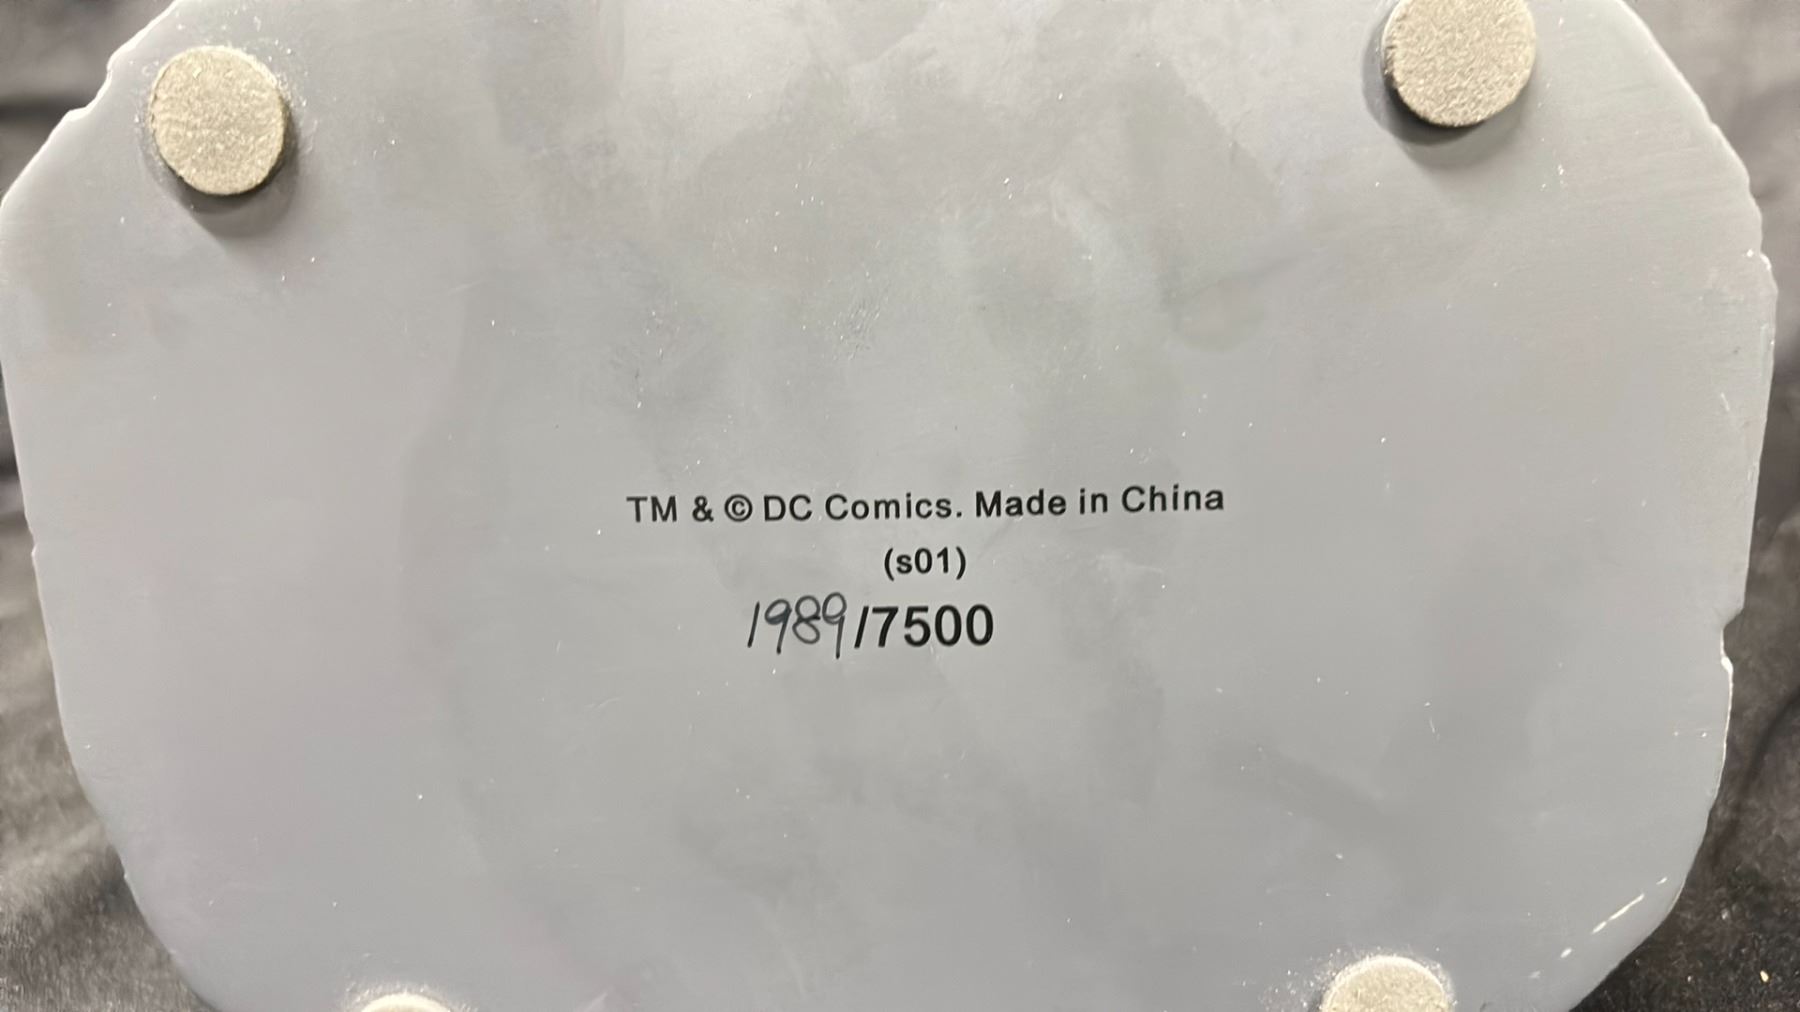 TM & © DC Comics. Made in China
(s01)
1989/7500